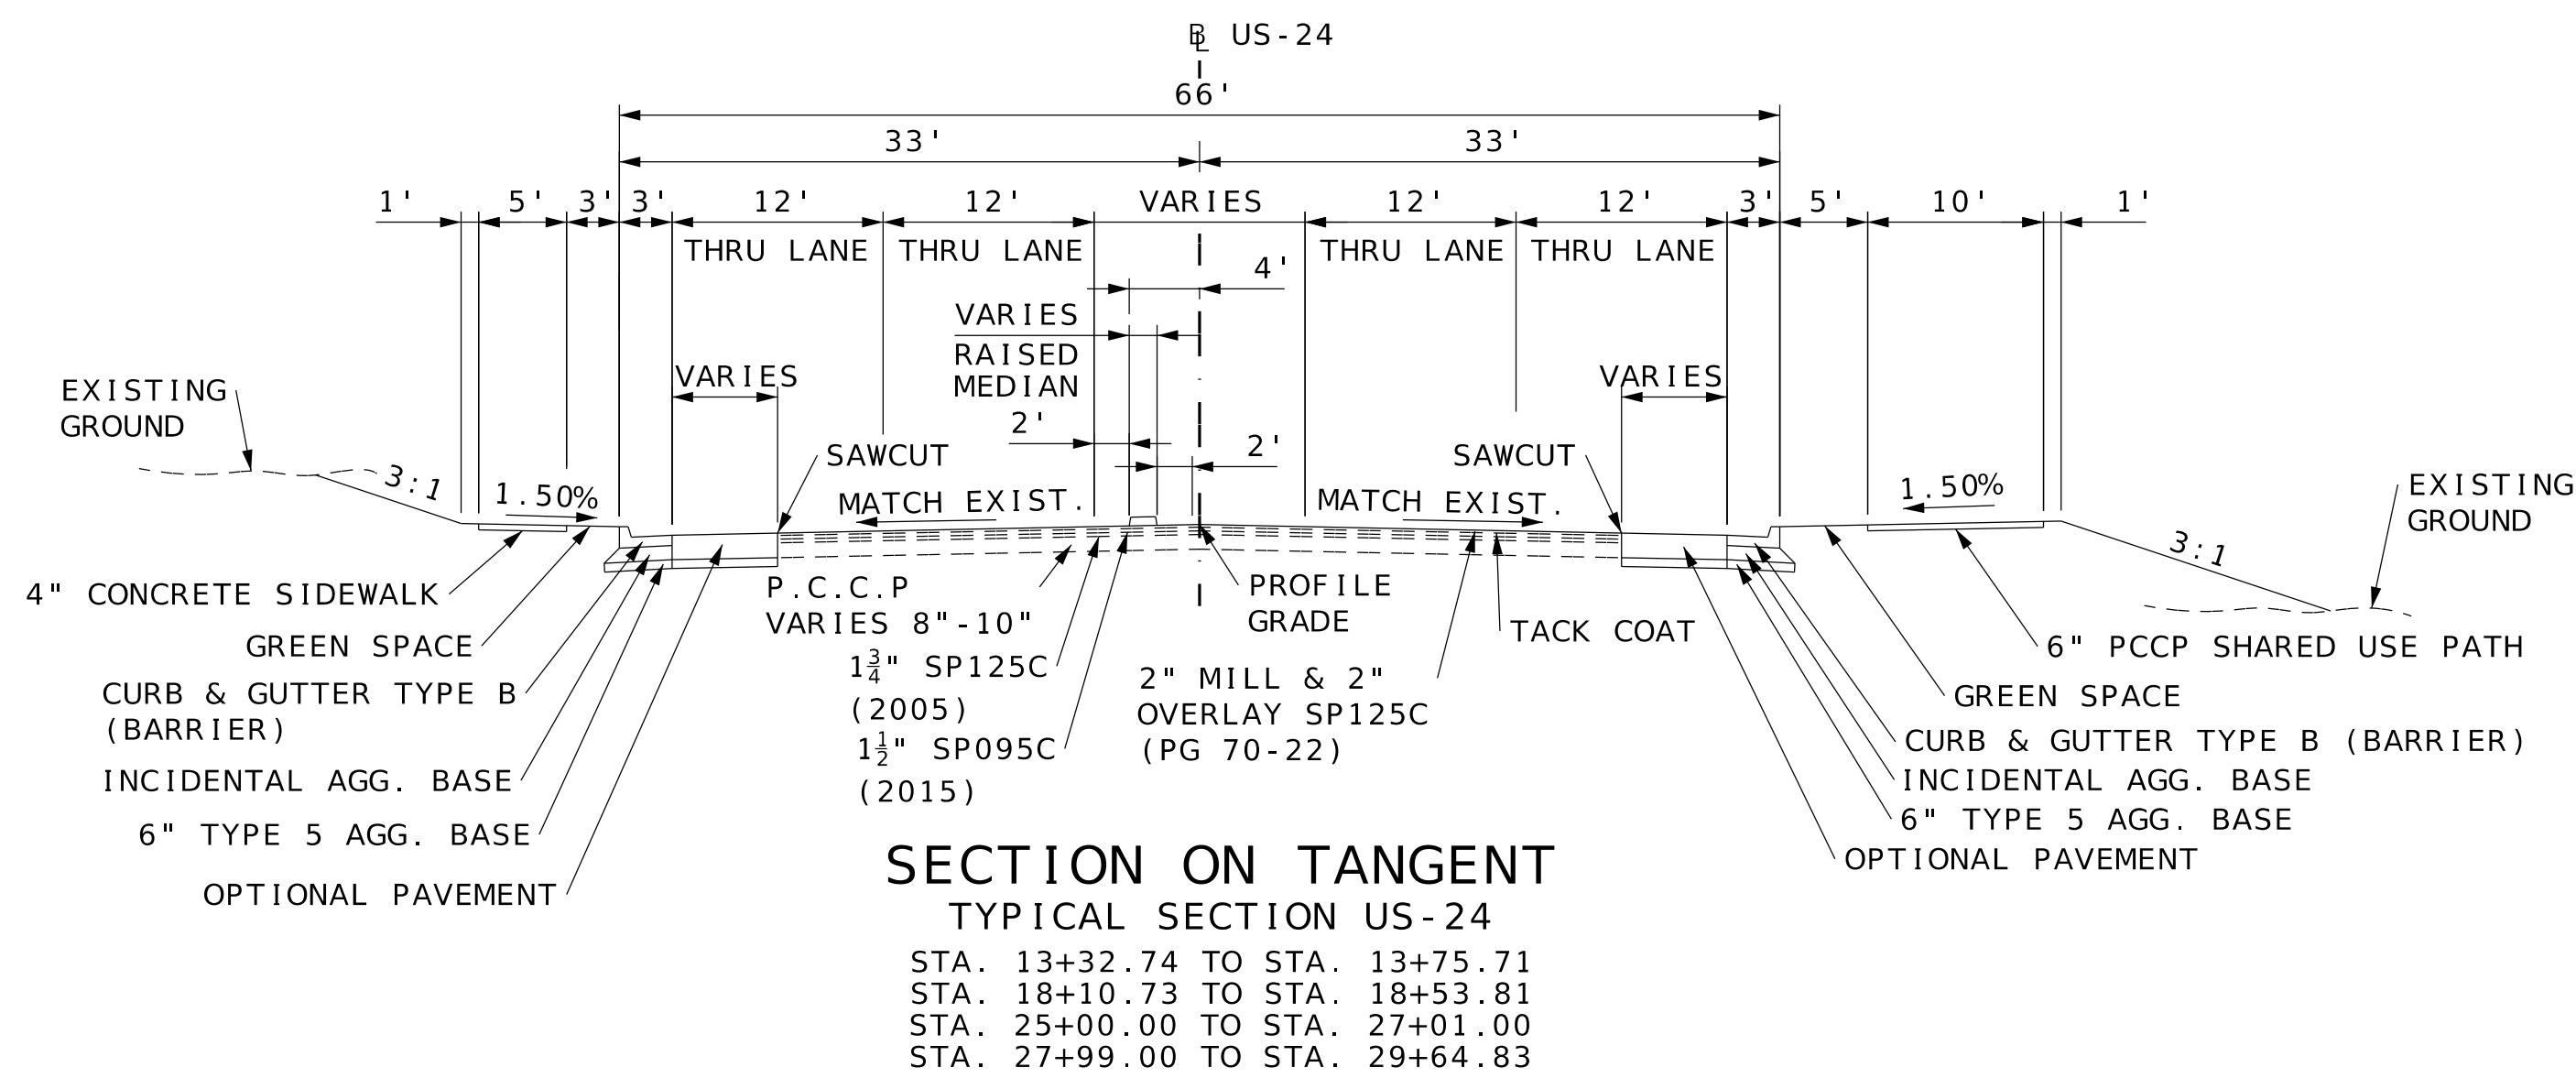 ℄ US-24
66'
33' 33'
1' 5' 3' 3' 12' 12' VARIES 12' 12' 3' 5' 10' 1'
THRU LANE THRU LANE THRU LANE THRU LANE
4'
VARIES
RAISED
MEDIAN
VARIES VARIES
EXISTING
GROUND
2'
2'
SAWCUT SAWCUT
3:1
1.50%
MATCH EXIST. MATCH EXIST.
1.50%
EXISTING
GROUND
3:1
4" CONCRETE SIDEWALK
GREEN SPACE
CURB & GUTTER TYPE B
(BARRIER)
INCIDENTAL AGG. BASE
6" TYPE 5 AGG. BASE
OPTIONAL PAVEMENT
P.C.C.P
VARIES 8"-10"
1 3/4" SP125C
(2005)
1 1/2" SP095C
(2015)
PROFILE
GRADE
2" MILL & 2"
OVERLAY SP125C
(PG 70-22)
TACK COAT
6" PCCP SHARED USE PATH
GREEN SPACE
CURB & GUTTER TYPE B (BARRIER)
INCIDENTAL AGG. BASE
6" TYPE 5 AGG. BASE
OPTIONAL PAVEMENT
SECTION ON TANGENT
TYPICAL SECTION US-24
STA. 13+32.74 TO STA. 13+75.71
STA. 18+10.73 TO STA. 18+53.81
STA. 25+00.00 TO STA. 27+01.00
STA. 27+99.00 TO STA. 29+64.83